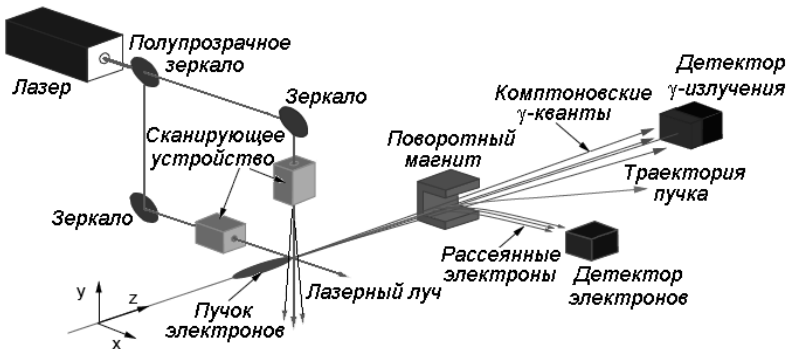 Лазер
Полупрозрачное
зеркало
Зеркало
Сканирующее
устройство
Зеркало
Пучок
электронов
Лазерный луч
Поворотный
магнит
Комптоновские
γ-кванты
Детектор
γ-излучения
Траектория
пучка
Рассеянные
электроны
Детектор
электронов
y
z
x